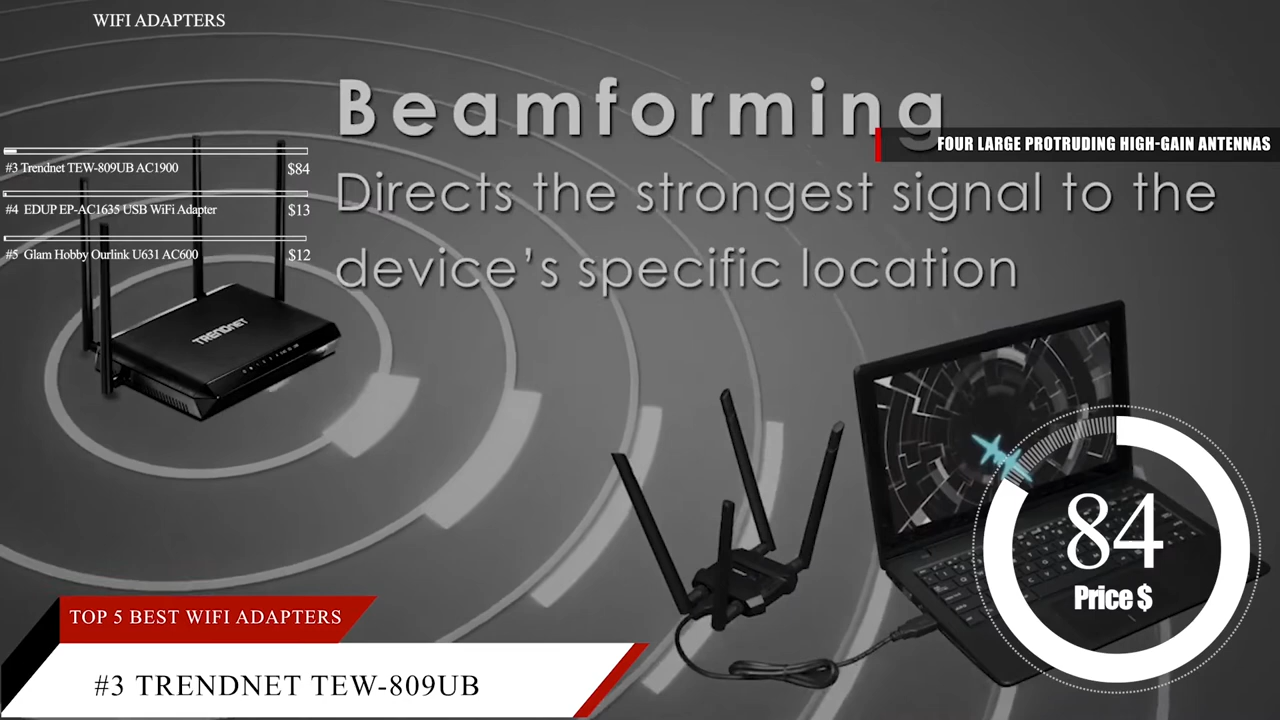 WIFI ADAPTERS
Beamforming
FOUR LARGE PROTRUDING HIGH-GAIN ANTENNAS
#3 Trendnet TEW-809UB AC1900 $84
Directs the strongest signal to the
#4 EDUP EP-AC1635 USB WiFi Adapter $13
#5 Glam Hobby Ourlink U631 AC600 $12
device's specific location
TRENDNET
84
Price $
TOP 5 BEST WIFI ADAPTERS
#3 TRENDNET TEW-809UB